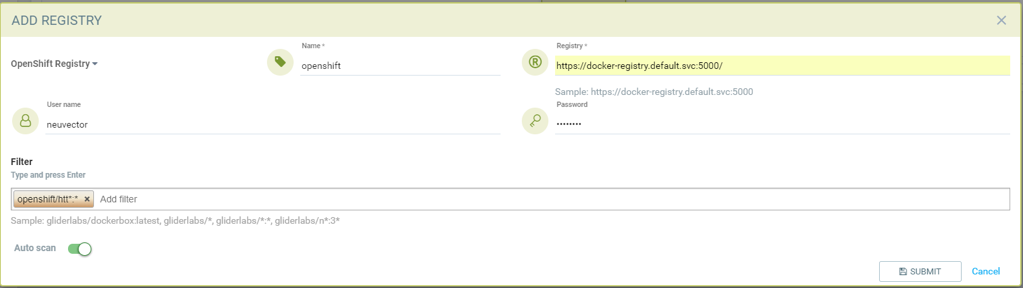 ADD REGISTRY
OpenShift Registry
Name *
openshift
Registry *
https://docker-registry.default.svc:5000/
Sample: https://docker-registry.default.svc:5000
User name
neuvector
Password
••••••••
Filter
Type and press Enter
openshift/htt*:* × Add filter
Sample: gliderlabs/dockerbox:latest, gliderlabs/*, gliderlabs/*:*, gliderlabs/n*:3*
Auto scan
SUBMIT Cancel